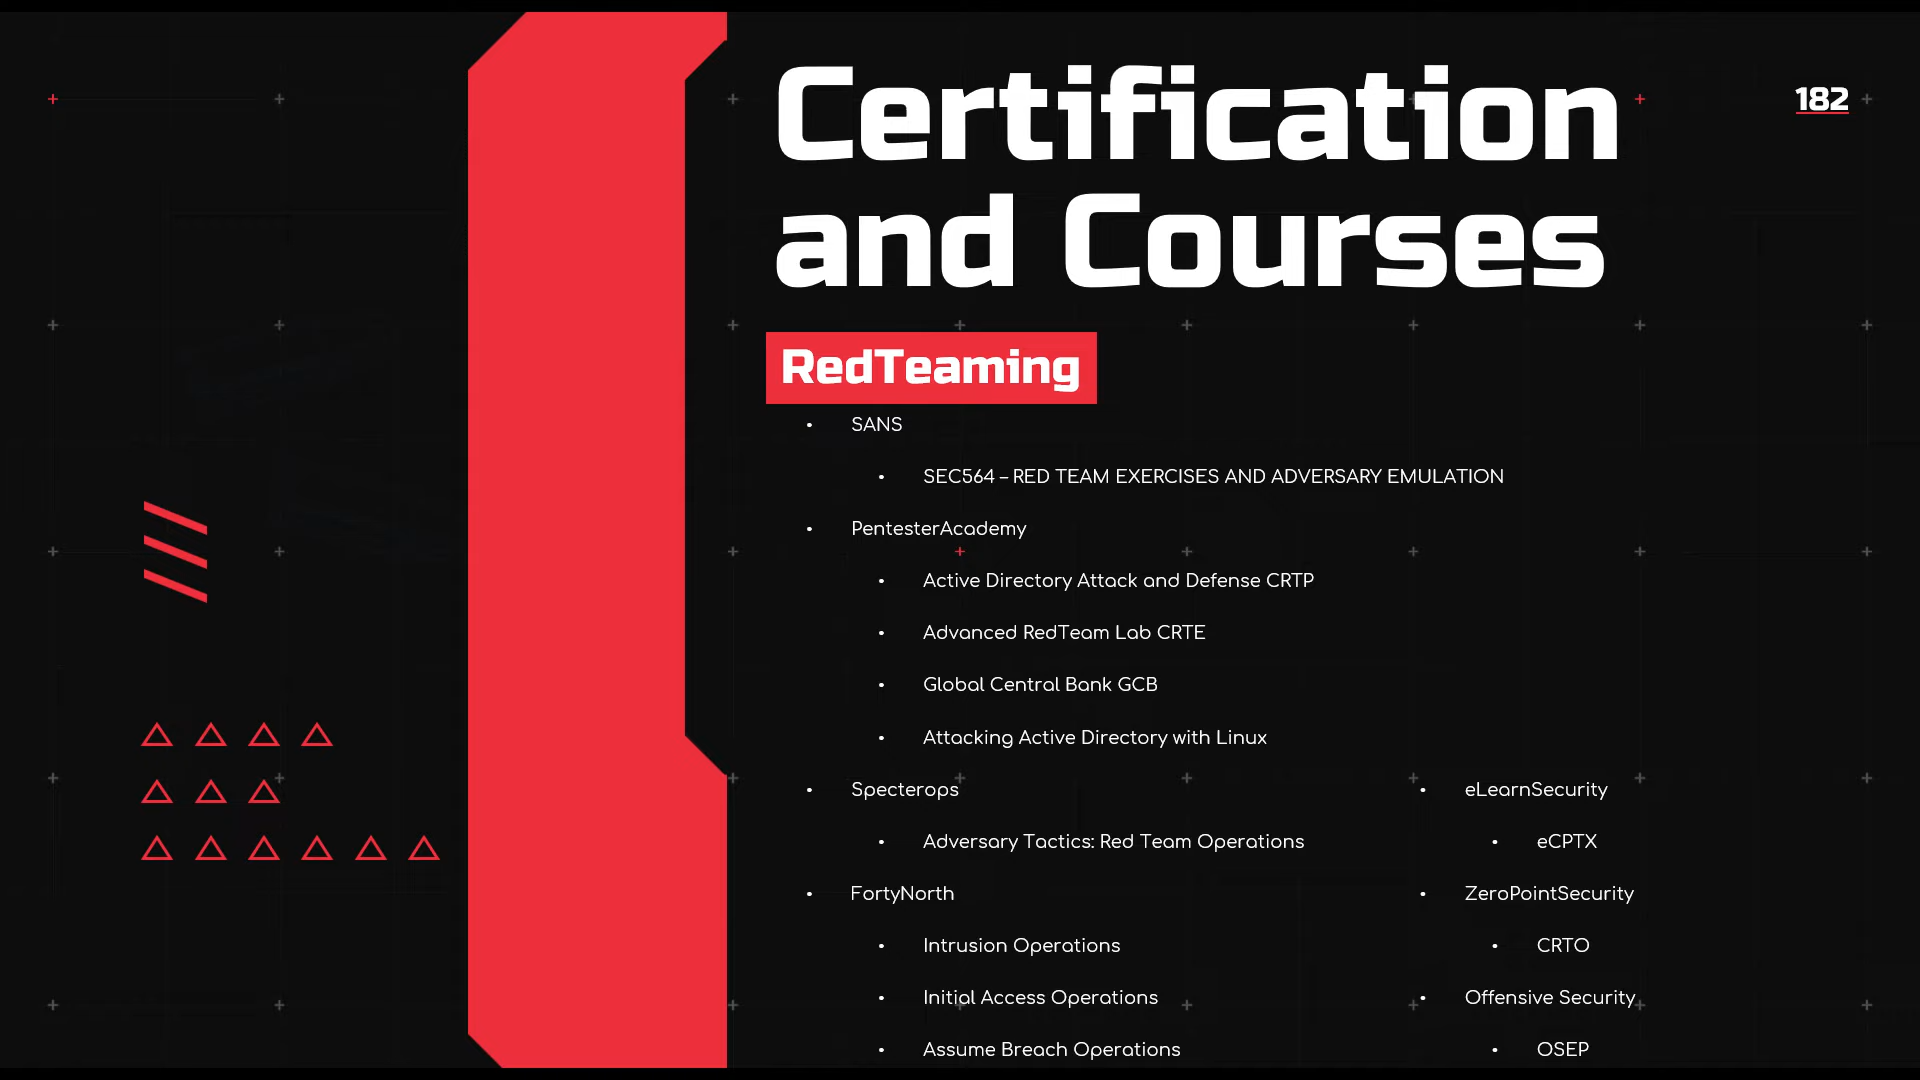 Certification
and Courses
182
RedTeaming
• SANS
• SEC564 – RED TEAM EXERCISES AND ADVERSARY EMULATION
• PentesterAcademy
• Active Directory Attack and Defense CRTP
• Advanced RedTeam Lab CRTE
• Global Central Bank GCB
• Attacking Active Directory with Linux
• Specterops
• Adversary Tactics: Red Team Operations
• FortyNorth
• Intrusion Operations
• Initial Access Operations
• Assume Breach Operations
• eLearnSecurity
• eCPTX
• ZeroPointSecurity
• CRTO
• Offensive Security
• OSEP